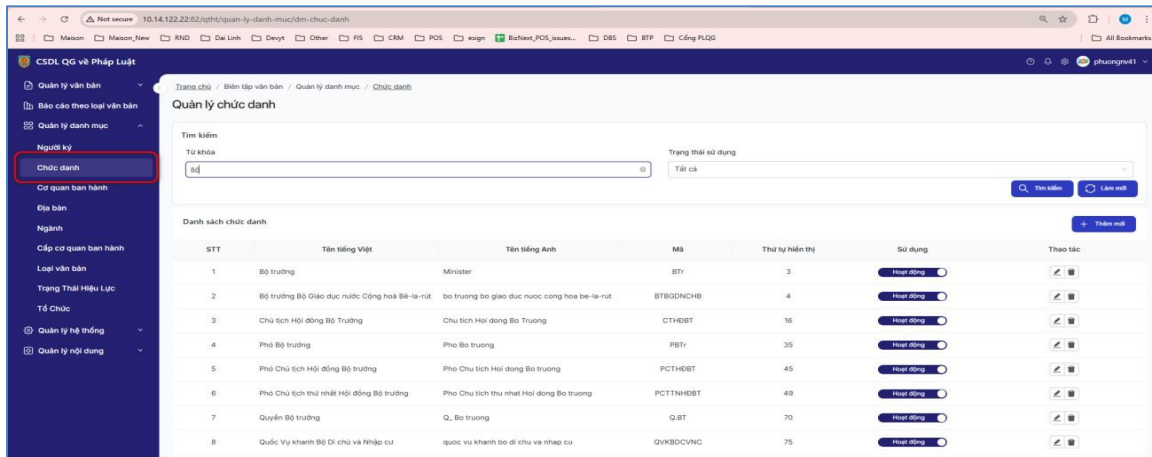 Not secure 10.14.122.22:82/qtht/quan-ly-danh-muc/dm-chuc-danh
Maison Maison_New RND Dai Linh Devyt Other FIS CRM POS esign BizNext_POS_issues... DBS BTP Cổng PLQG All Bookmarks
CSDL QG về Pháp Luật
phuongnv41
Quản lý văn bản
Báo cáo theo loại văn bản
Quản lý danh mục
Người ký
Chức danh
Cơ quan ban hành
Địa bàn
Ngành
Cấp cơ quan ban hành
Loại văn bản
Trạng Thái Hiệu Lực
Tổ Chức
Quản lý hệ thống
Quản lý nội dung
Trang chủ / Biên tập văn bản / Quản lý danh mục / Chức danh
Quản lý chức danh
Tìm kiếm
Từ khóa Trạng thái sử dụng
Bộ Tất cả
Tìm kiếm Làm mới
Danh sách chức danh Thêm mới
STT Tên tiếng Việt Tên tiếng Anh Mã Thứ tự hiển thị Sử dụng Thao tác
1 Bộ trưởng Minister BTr 3 Hoạt động
2 Bộ trưởng Bộ Giáo dục nước Cộng hoà Bê-la-rút bo truong bo giao duc nuoc cong hoa be-la-rut BTBGDNCHB 4 Hoạt động
3 Chủ tịch Hội đồng Bộ Trưởng Chu tich Hoi dong Bo Truong CTHĐBT 16 Hoạt động
4 Phó Bộ trưởng Pho Bo truong PBTr 35 Hoạt động
5 Phó Chủ tịch Hội đồng Bộ trưởng Pho Chu tich Hoi dong Bo truong PCTHĐBT 45 Hoạt động
6 Phó Chủ tịch thứ nhất Hội đồng Bộ trưởng Pho Chu tich thu nhat Hoi dong Bo truong PCTTNHĐBT 49 Hoạt động
7 Quyền Bộ trưởng Q_ Bo truong Q.BT 70 Hoạt động
8 Quốc Vụ khanh Bộ Di chú và Nhập cư quoc vu khanh bo di chu va nhap cu QVKBDCVNC 75 Hoạt động